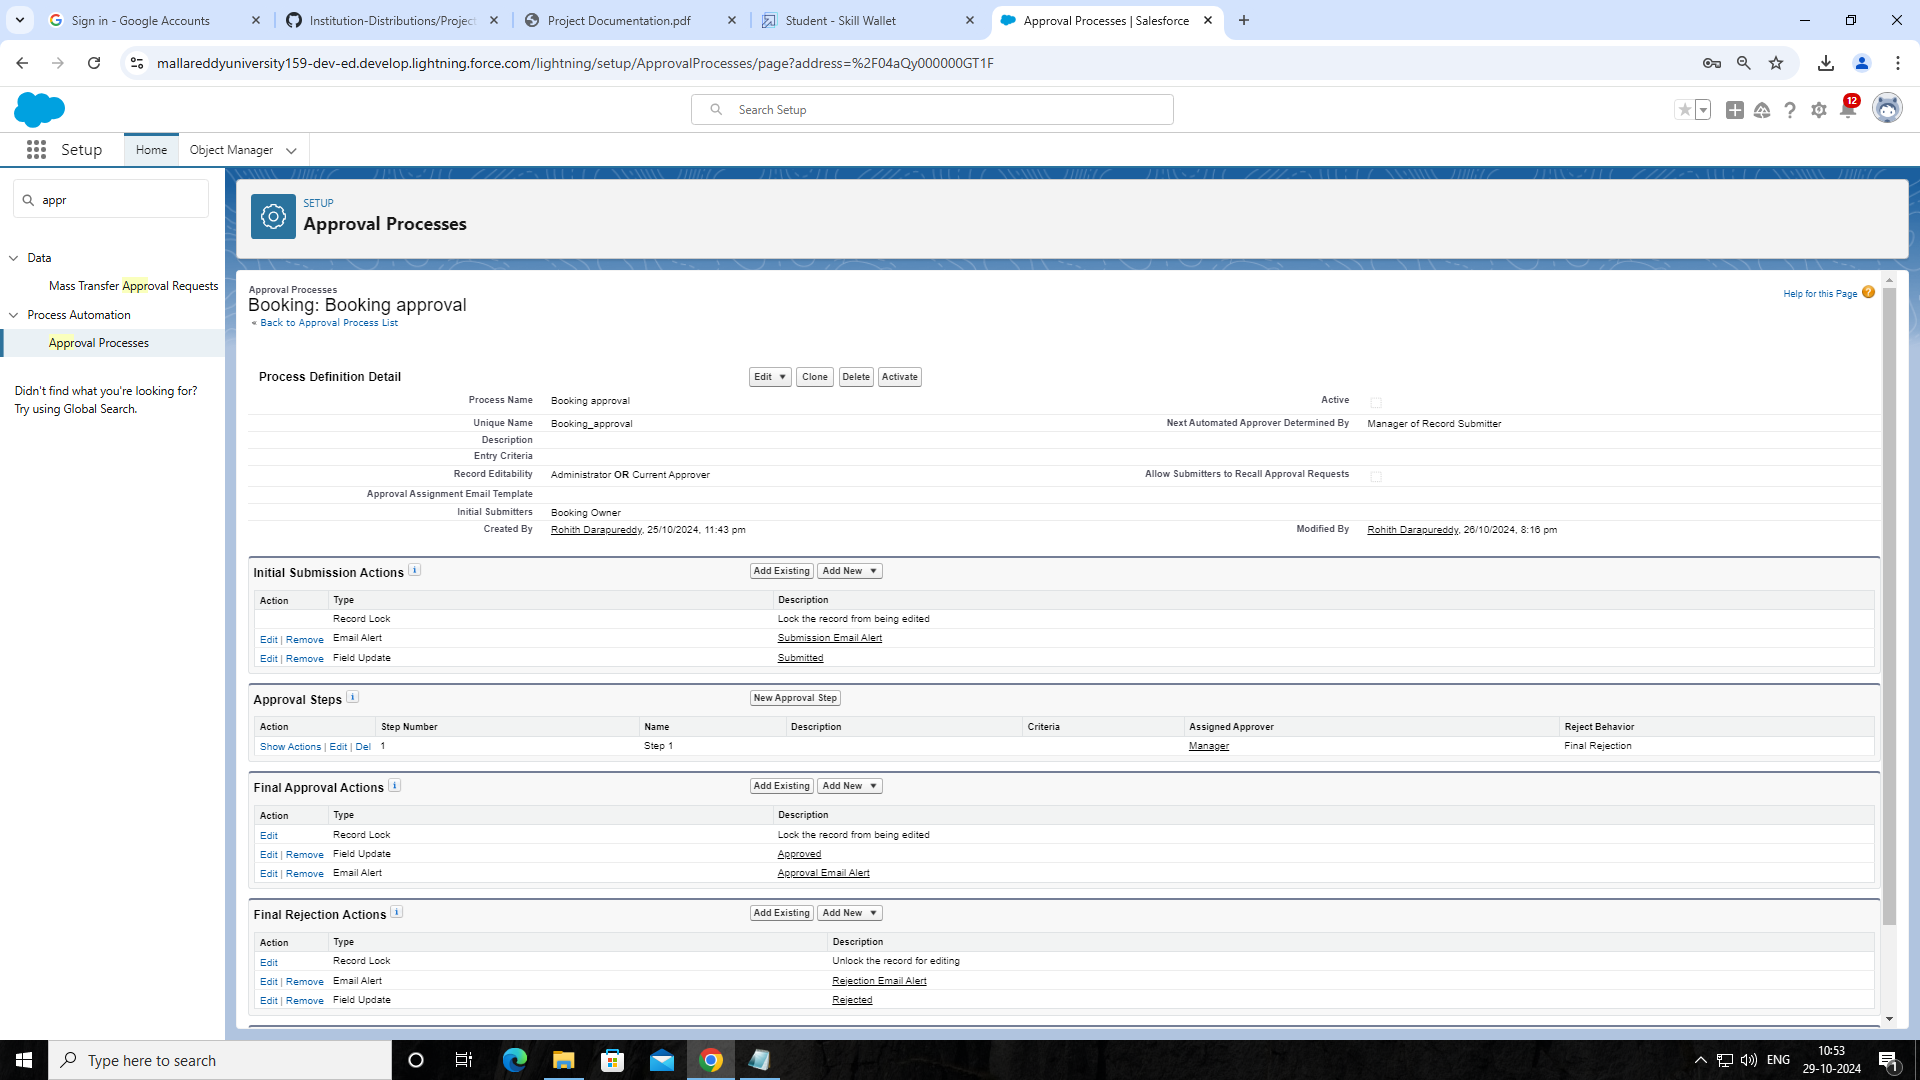 Sign in - Google Accounts
Institution-Distributions/Project
Project Documentation.pdf
Student - Skill Wallet
Approval Processes | Salesforce
mallareddyuniversity159-dev-ed.develop.lightning.force.com/lightning/setup/ApprovalProcesses/page?address=%2F04aQy000000GT1F
Search Setup
12
Setup
Home
Object Manager
appr
Data
Mass Transfer Approval Requests
Process Automation
Approval Processes
Didn't find what you're looking for?
Try using Global Search.
SETUP
Approval Processes
Approval Processes
Booking: Booking approval
« Back to Approval Process List
Help for this Page
Process Definition Detail
Edit Clone Delete Activate
Process Name Booking approval Active
Unique Name Booking_approval Next Automated Approver Determined By Manager of Record Submitter
Description
Entry Criteria
Record Editability Administrator OR Current Approver Allow Submitters to Recall Approval Requests
Approval Assignment Email Template
Initial Submitters Booking Owner
Created By Rohith Darapureddy, 25/10/2024, 11:43 pm Modified By Rohith Darapureddy, 26/10/2024, 8:16 pm
Initial Submission Actions i Add Existing Add New
Action Type Description
Record Lock Lock the record from being edited
Edit | Remove Email Alert Submission Email Alert
Edit | Remove Field Update Submitted
Approval Steps i New Approval Step
Action Step Number Name Description Criteria Assigned Approver Reject Behavior
Show Actions | Edit | Del 1 Step 1 Manager Final Rejection
Final Approval Actions i Add Existing Add New
Action Type Description
Edit Record Lock Lock the record from being edited
Edit | Remove Field Update Approved
Edit | Remove Email Alert Approval Email Alert
Final Rejection Actions i Add Existing Add New
Action Type Description
Edit Record Lock Unlock the record for editing
Edit | Remove Email Alert Rejection Email Alert
Edit | Remove Field Update Rejected
Type here to search
ENG
10:53
29-10-2024
1